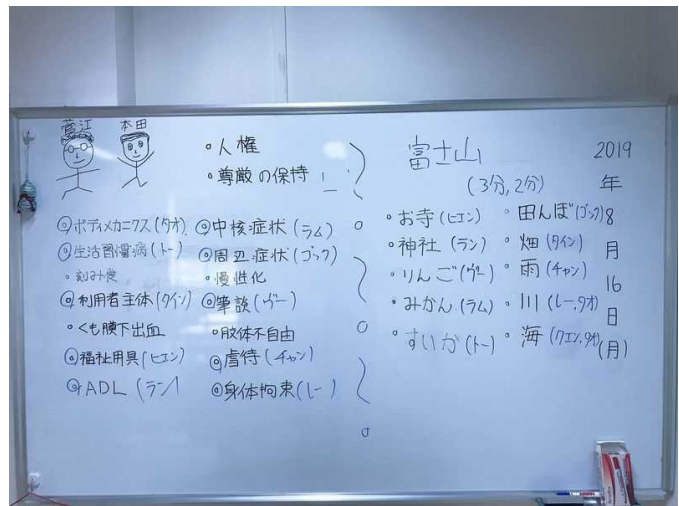 菅江 本田
・人権
・尊厳の保持
◎ボディメカニクス(タオ)
◎生活習慣病(トー)
・刻み食
◎利用者主体(タイン)
・くも膜下出血
◎福祉用具(ヒエン)
◎ADL(ラン)
◎中核症状(ラム)
◎周辺症状(ゴック)
・慢性化
◎筆談(ヴー)
・肢体不自由
◎虐待(チャン)
◎身体拘束(レー)
富士山
(3分,2分)
・お寺(ヒエン)
・神社(ラン)
・りんご(ヴー)
・みかん(ラム)
・すいか(トー)
・田んぼ(ゴック)
・畑(タイン)
・雨(チャン)
・川(レー,タオ)
・海(クエン,タオ)
2019
年
8
月
16
日
(月)